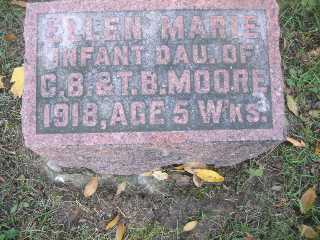 ELLEN MARIE
INFANT DAU. OF
C.B. & T.B. MOORE
1918, AGE 5 WKS.